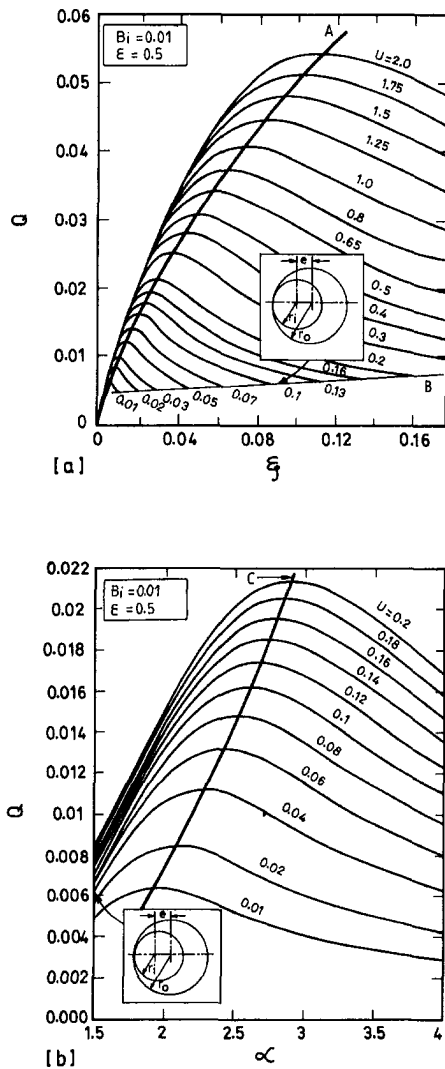 Bi = 0.01
ε = 0.5
A
U = 2.0
1.75
1.5
1.25
1.0
0.8
0.65
0.5
0.4
0.3
0.2
0.16
0.13
0.1
0.07
0.05
0.03
0.02
0.01
B
e
ri
ro
0.06
0.05
0.04
0.03
0.02
0.01
0
Q
0 0.04 0.08 0.12 0.16
[a] ξ
Bi = 0.01
ε = 0.5
C
U = 0.2
0.18
0.16
0.14
0.12
0.1
0.08
0.06
0.04
0.02
0.01
e
ri
ro
0.022
0.020
0.018
0.016
0.014
0.012
0.010
0.008
0.006
0.004
0.002
0.000
Q
1.5 2 2.5 3 3.5 4
[b] ∝